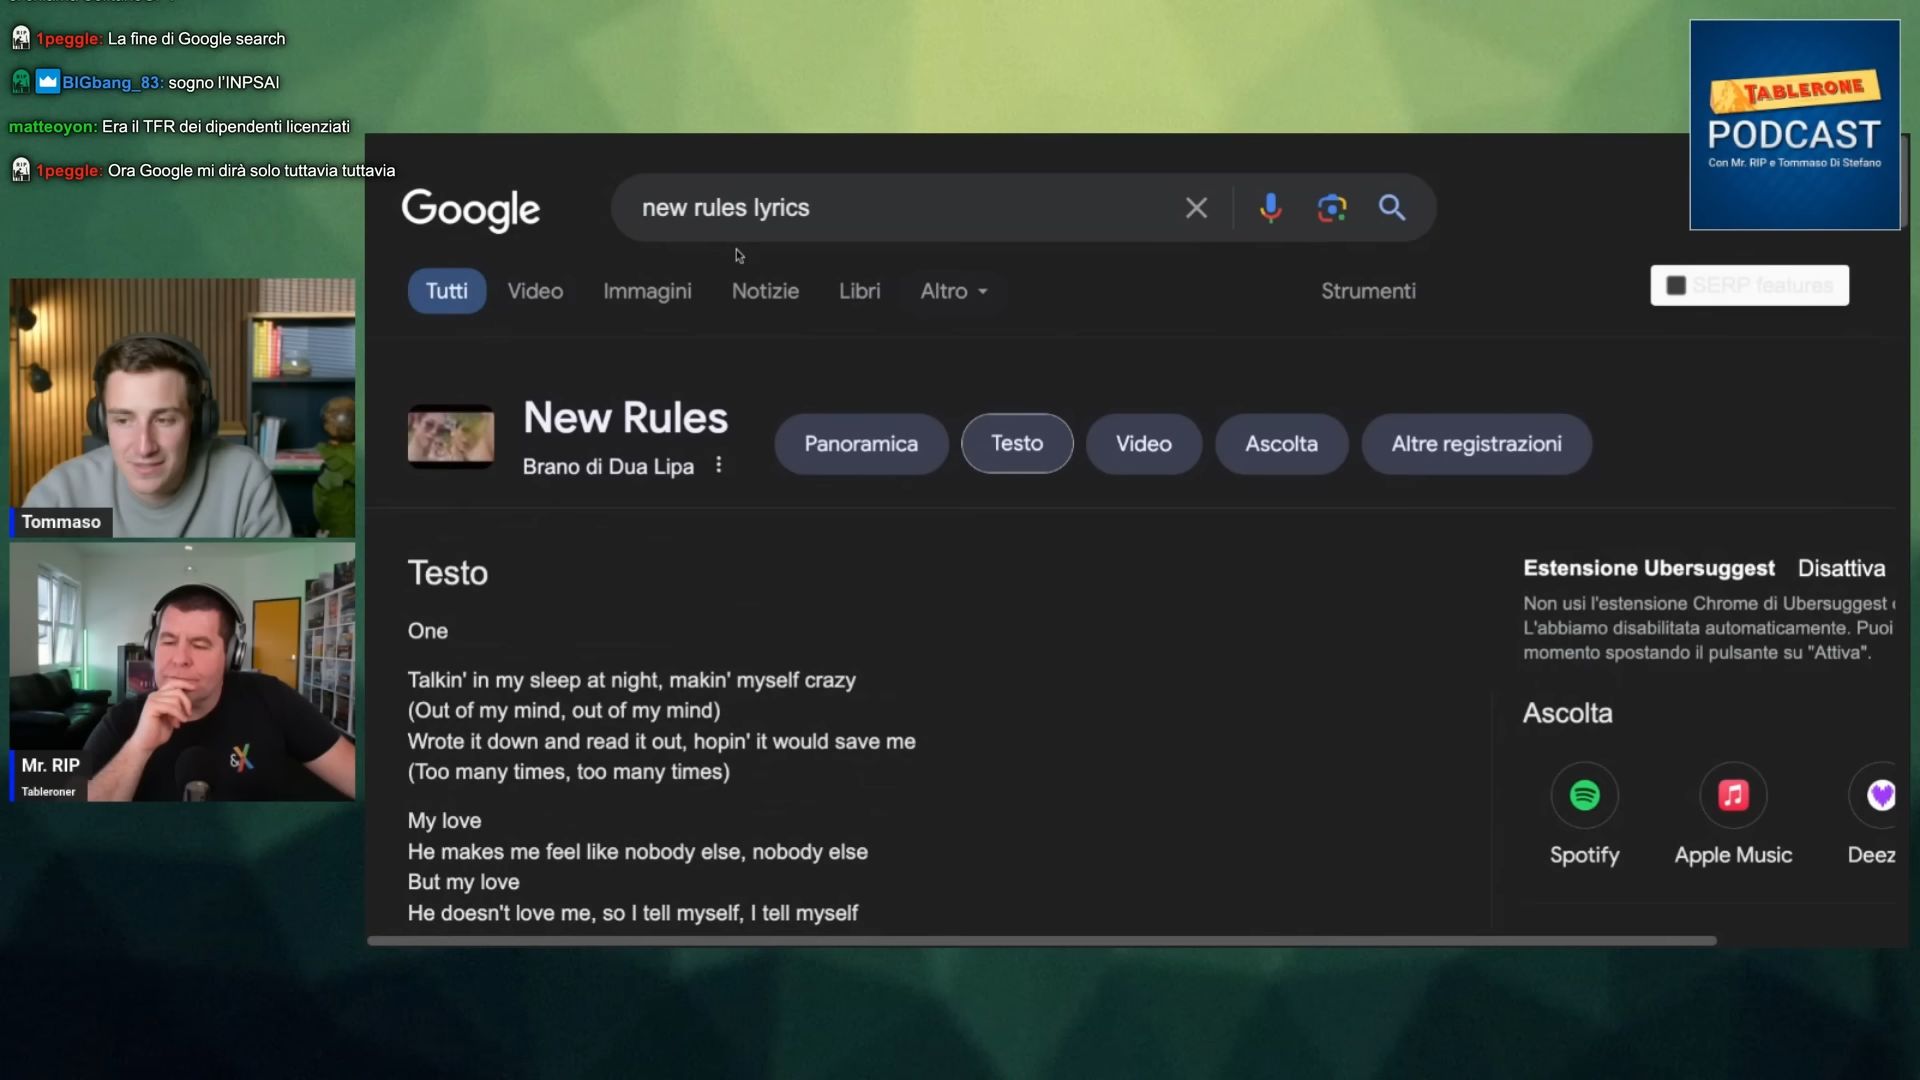 1peggle: La fine di Google search
BIGbang_83: sogno l'INPSAI
matteoyon: Era il TFR dei dipendenti licenziati
1peggle: Ora Google mi dirà solo tuttavia tuttavia
TABLERONE
PODCAST
Con Mr. RIP e Tommaso Di Stefano
Google
new rules lyrics
Tutti Video Immagini Notizie Libri Altro Strumenti
SERP features
New Rules
Brano di Dua Lipa
Panoramica Testo Video Ascolta Altre registrazioni
Tommaso
Mr. RIP
Tableroner
Testo
One
Talkin' in my sleep at night, makin' myself crazy
(Out of my mind, out of my mind)
Wrote it down and read it out, hopin' it would save me
(Too many times, too many times)
My love
He makes me feel like nobody else, nobody else
But my love
He doesn't love me, so I tell myself, I tell myself
Estensione Ubersuggest Disattiva
Non usi l'estensione Chrome di Ubersuggest
L'abbiamo disabilitata automaticamente. Puoi
momento spostando il pulsante su "Attiva".
Ascolta
Spotify Apple Music Deez